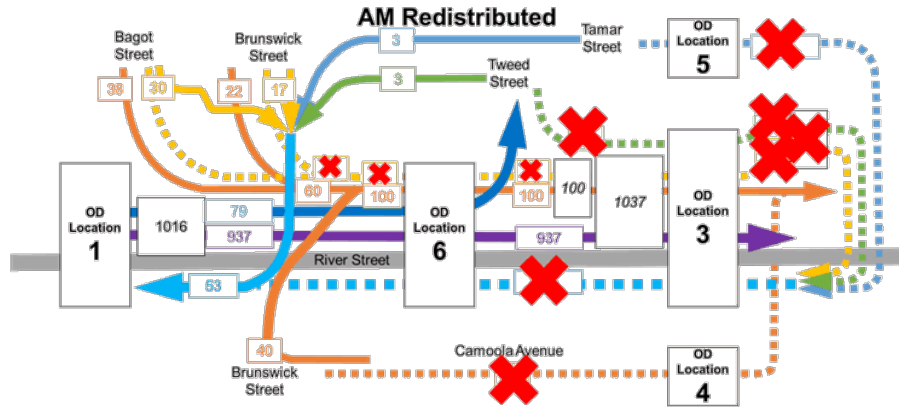 AM Redistributed
Bagot
Street
Brunswick
Street
Tamar
Street
Tweed
Street
3
3
OD
Location
5
38
30
22
17
60
100
100
100
1037
OD
Location
1
1016
79
937
OD
Location
6
937
OD
Location
3
River Street
53
40
Brunswick
Street
Camoola Avenue
OD
Location
4